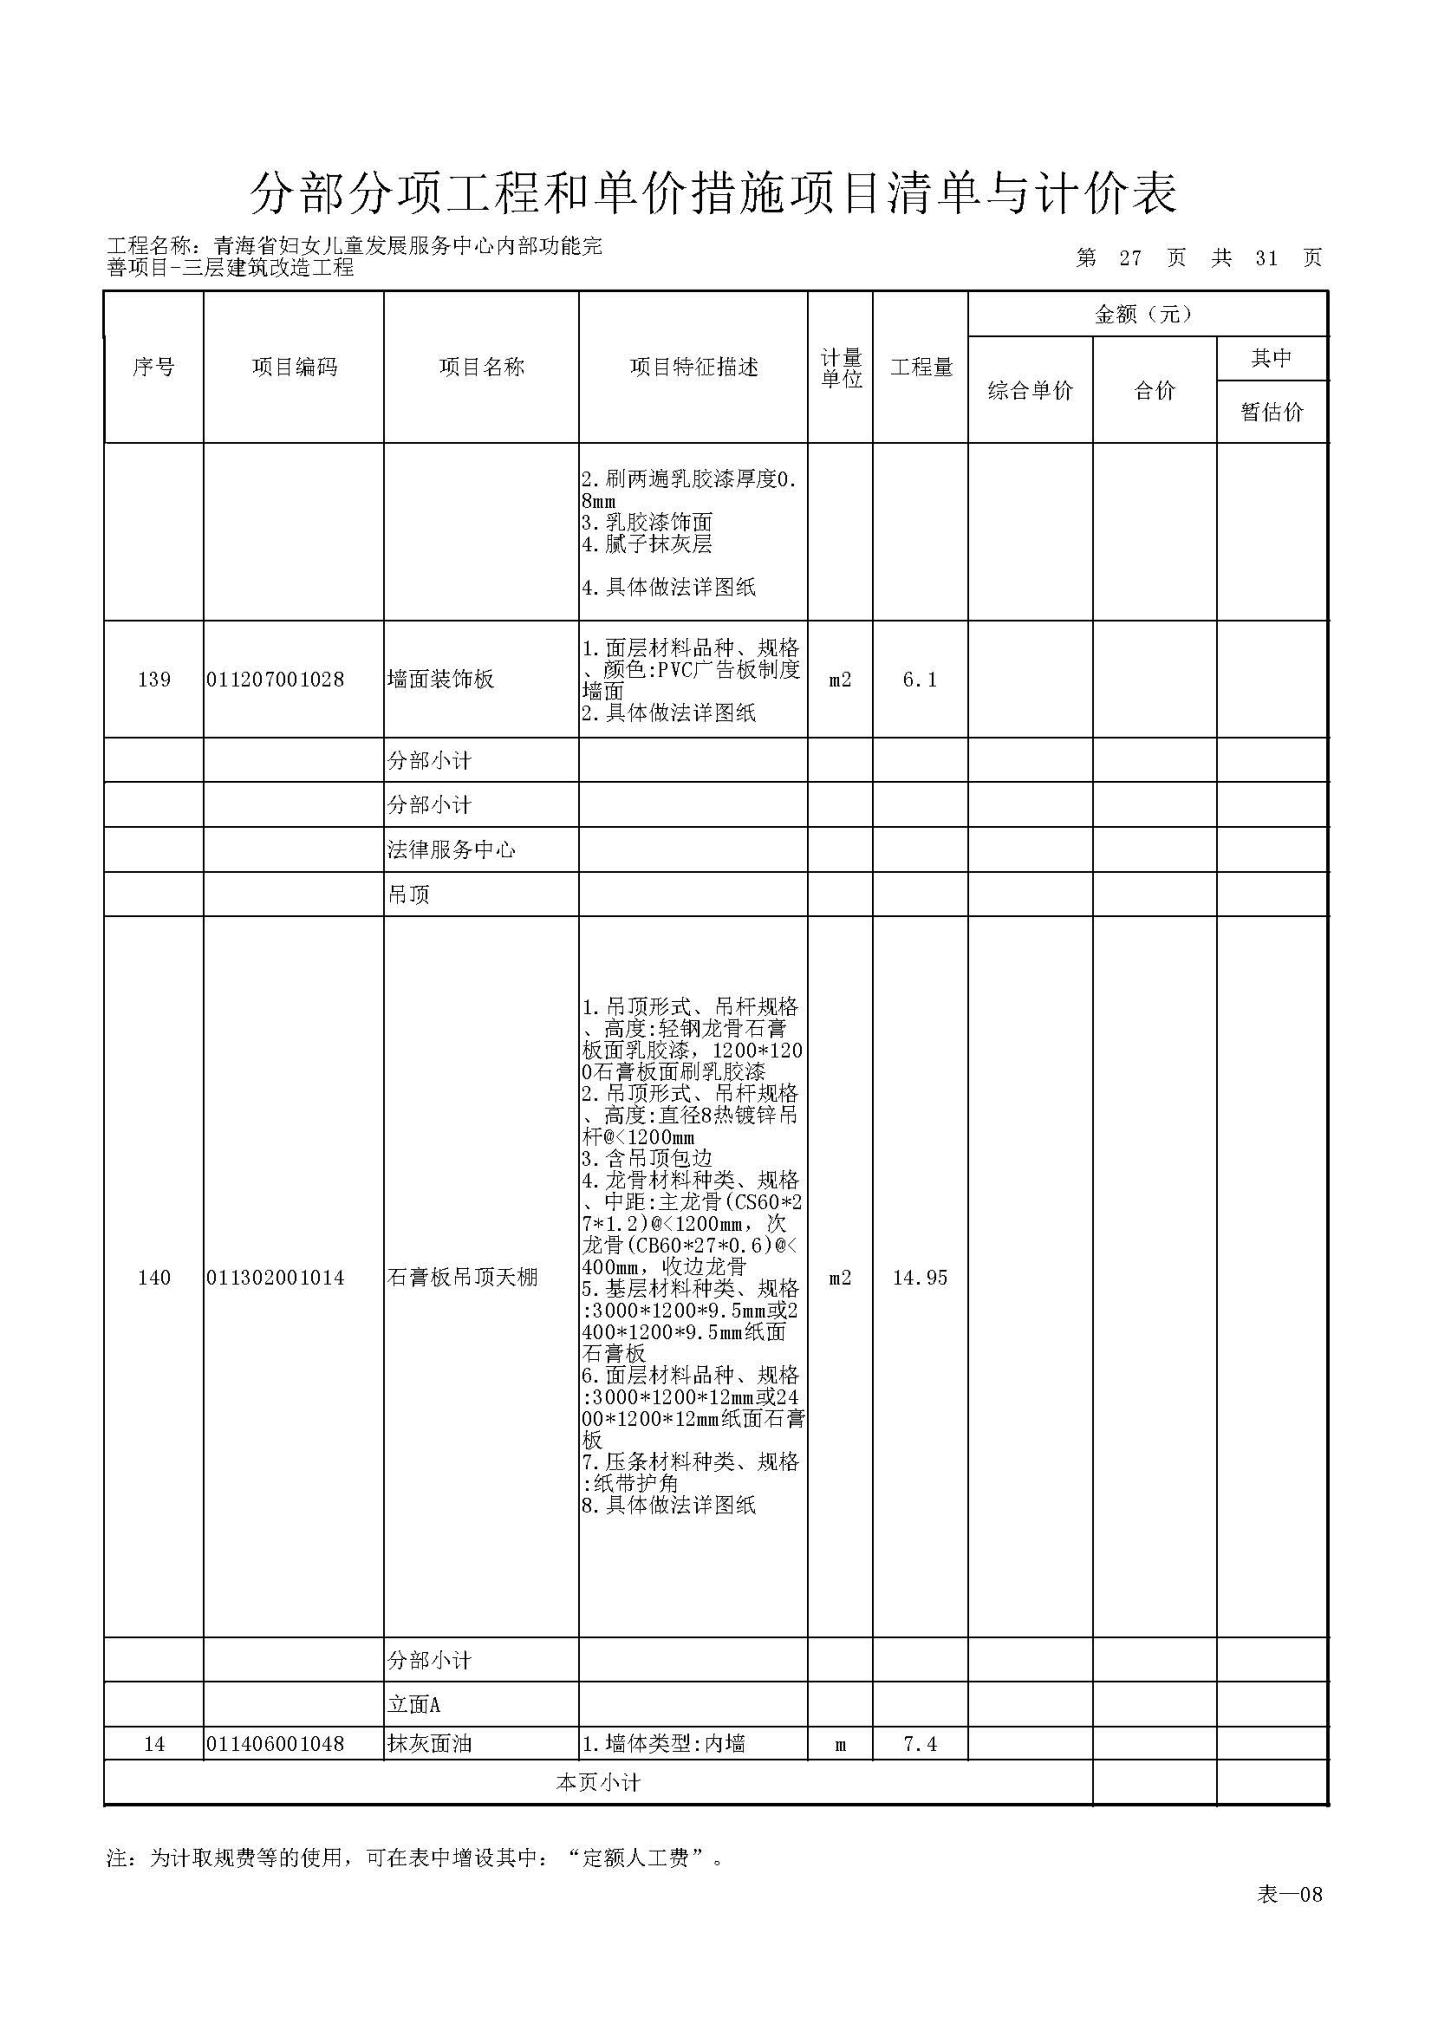 分部分项工程和单价措施项目清单与计价表
工程名称：青海省妇女儿童发展服务中心内部功能完
善项目-三层建筑改造工程
第 27 页 共 31 页
序号
项目编码
项目名称
项目特征描述
计量
单位
工程量
金额（元）
综合单价
合价
其中
暂估价
2.刷两遍乳胶漆厚度0.
8mm
3.乳胶漆饰面
4.腻子抹灰层
4.具体做法详图纸
139
011207001028
墙面装饰板
1.面层材料品种、规格
、颜色:PVC广告板制度
墙面
2.具体做法详图纸
m2
6.1
分部小计
分部小计
法律服务中心
吊顶
140
011302001014
石膏板吊顶天棚
1.吊顶形式、吊杆规格
、高度:轻钢龙骨石膏
板面乳胶漆，1200*120
0石膏板面刷乳胶漆
2.吊顶形式、吊杆规格
、高度:直径8热镀锌吊
杆@<1200mm
3.含吊顶包边
4.龙骨材料种类、规格
、中距:主龙骨(CS60*2
7*1.2)@<1200mm，次
龙骨(CB60*27*0.6)@<
400mm，收边龙骨
5.基层材料种类、规格
:3000*1200*9.5mm或2
400*1200*9.5mm纸面
石膏板
6.面层材料品种、规格
:3000*1200*12mm或24
00*1200*12mm纸面石膏
板
7.压条材料种类、规格
:纸带护角
8.具体做法详图纸
m2
14.95
分部小计
立面A
14
011406001048
抹灰面油
1.墙体类型:内墙
m
7.4
本页小计
注：为计取规费等的使用，可在表中增设其中：“定额人工费”。
表—08